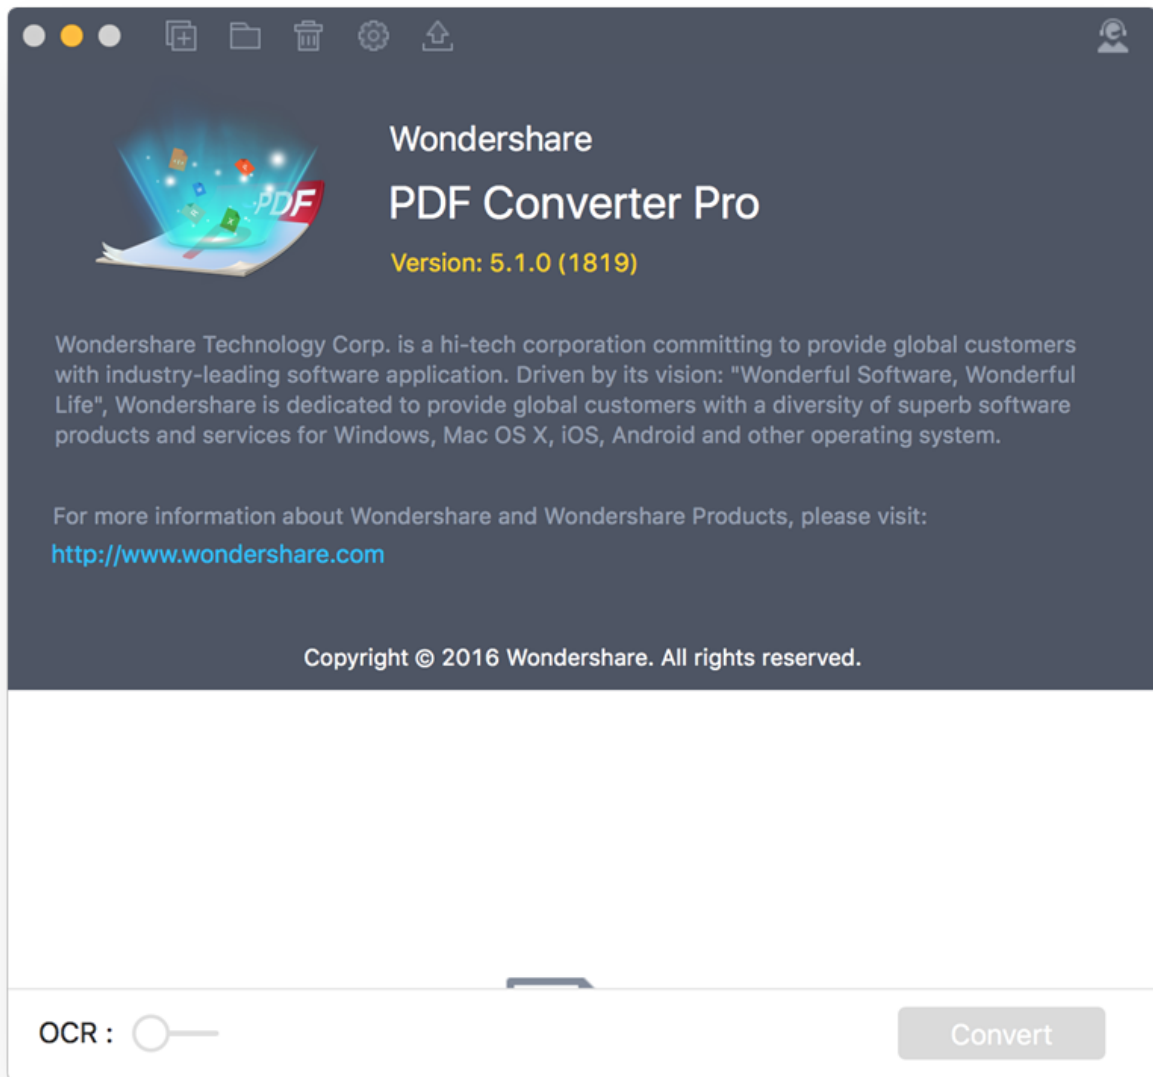 PDF
Wondershare
PDF Converter Pro
Version: 5.1.0 (1819)
Wondershare Technology Corp. is a hi-tech corporation committing to provide global customers
with industry-leading software application. Driven by its vision: "Wonderful Software, Wonderful
Life", Wondershare is dedicated to provide global customers with a diversity of superb software
products and services for Windows, Mac OS X, iOS, Android and other operating system.
For more information about Wondershare and Wondershare Products, please visit:
http://www.wondershare.com
Copyright © 2016 Wondershare. All rights reserved.
OCR :
Convert